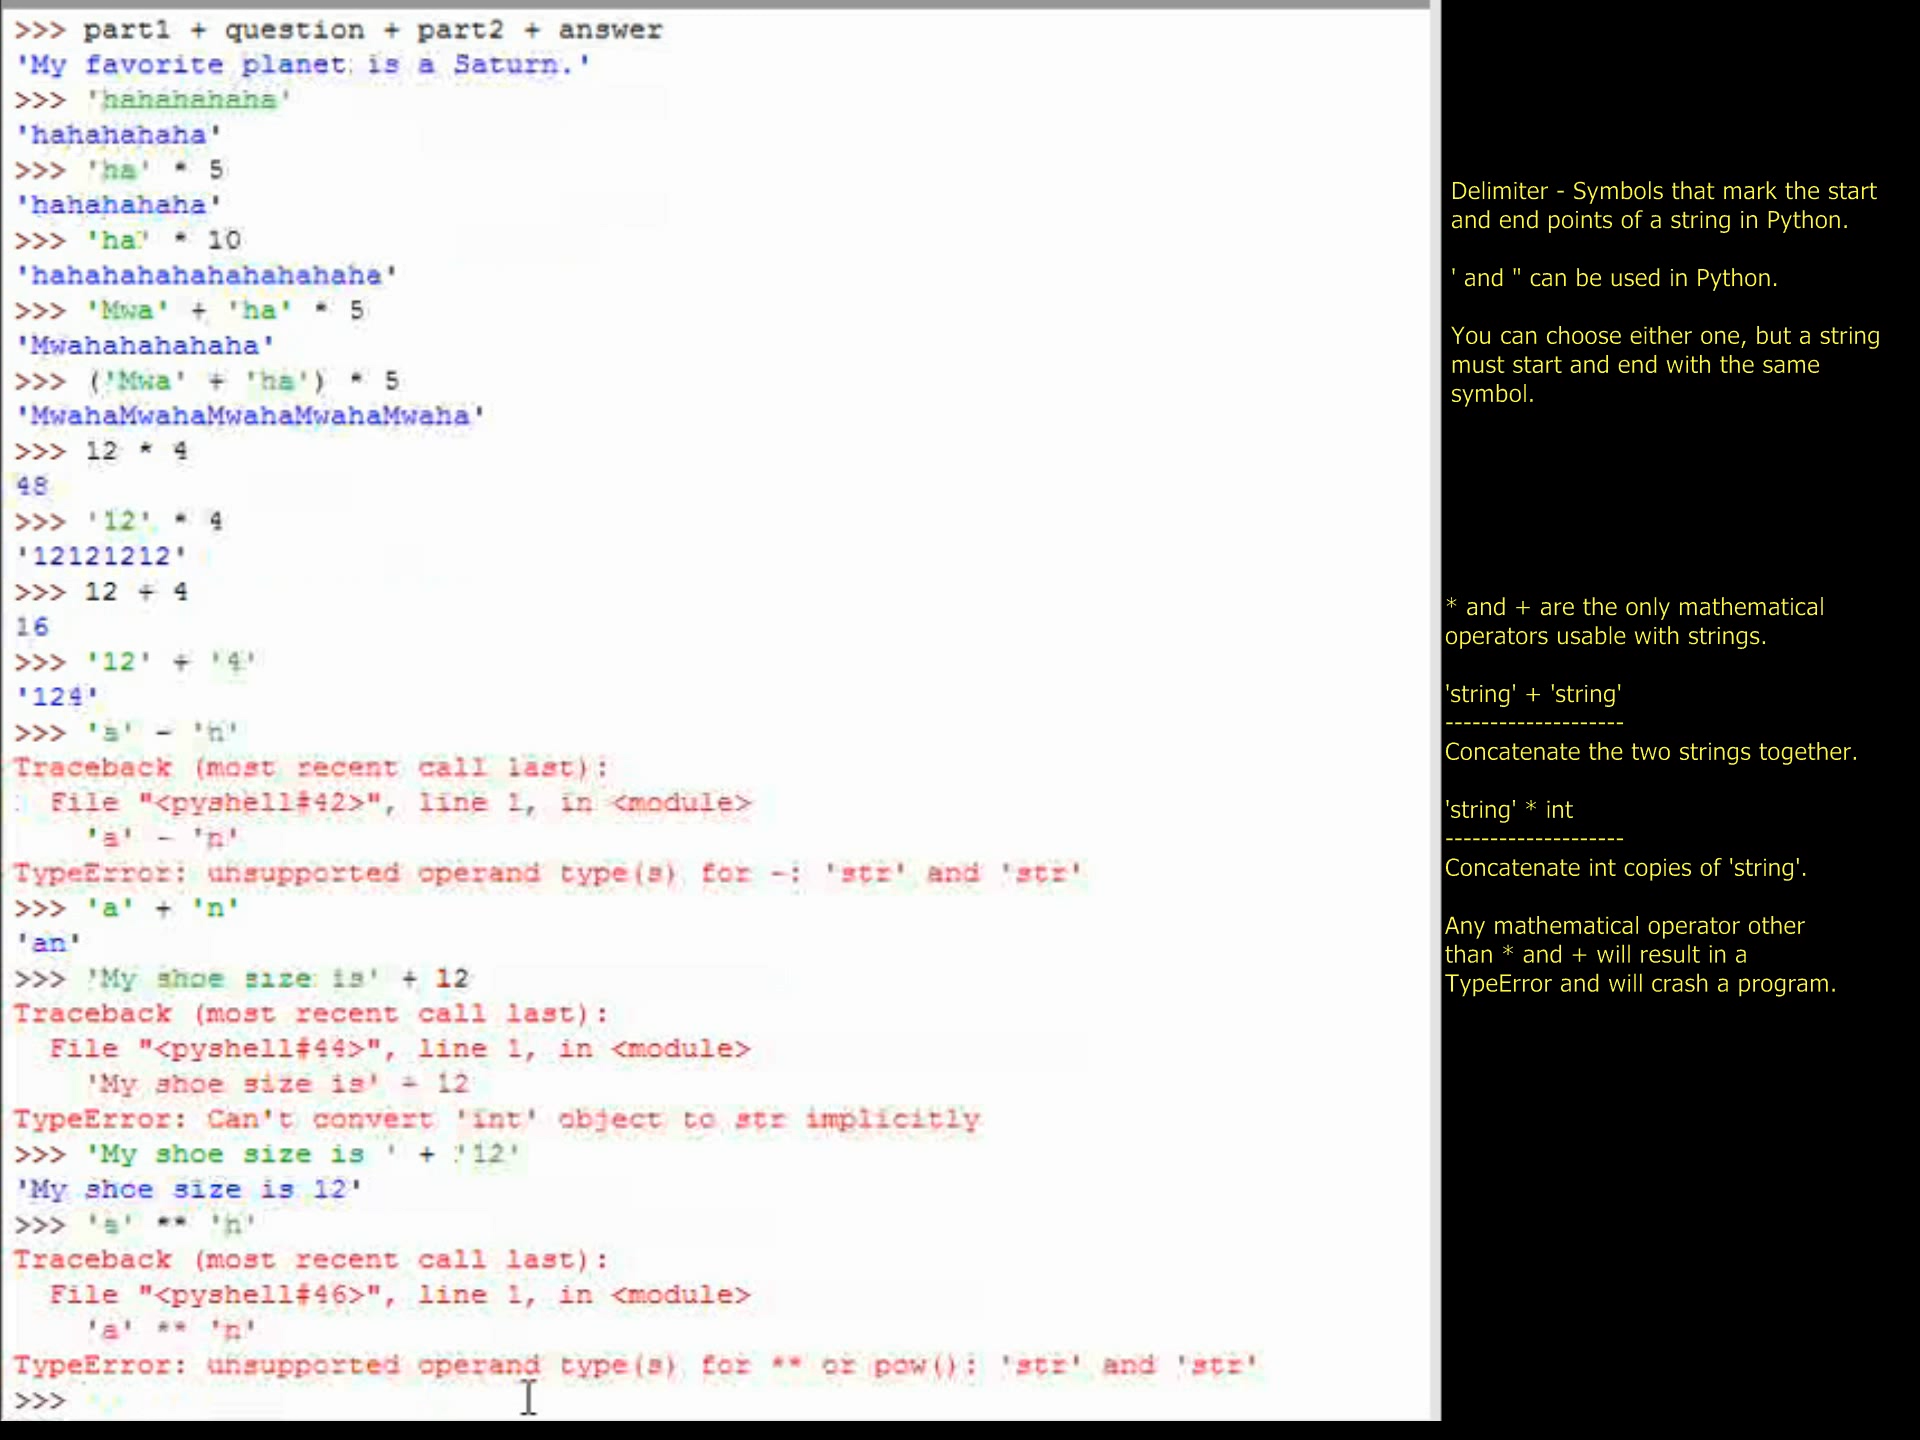 >>> part1 + question + part2 + answer
'My favorite planet is a Saturn.'
>>> 'hahahahaha'
'hahahahaha'
>>> 'ha' * 5
'hahahahaha'
>>> 'ha' * 10
'hahahahahahahahahaha'
>>> 'Mwa' + 'ha' * 5
'Mwahahahahaha'
>>> ('Mwa' + 'ha') * 5
'MwahaMwahaMwahaMwahaMwaha'
>>> 12 * 4
48
>>> '12' * 4
'12121212'
>>> 12 + 4
16
>>> '12' + '4'
'124'
>>> 'a' - 'n'
Traceback (most recent call last):
  File "<pyshell#42>", line 1, in <module>
    'a' - 'n'
TypeError: unsupported operand type(s) for -: 'str' and 'str'
>>> 'a' + 'n'
'an'
>>> 'My shoe size is' + 12
Traceback (most recent call last):
  File "<pyshell#44>", line 1, in <module>
    'My shoe size is' + 12
TypeError: Can't convert 'int' object to str implicitly
>>> 'My shoe size is ' + '12'
'My shoe size is 12'
>>> 'a' ** 'n'
Traceback (most recent call last):
  File "<pyshell#46>", line 1, in <module>
    'a' ** 'n'
TypeError: unsupported operand type(s) for ** or pow(): 'str' and 'str'
>>>
Delimiter - Symbols that mark the start
and end points of a string in Python.
' and " can be used in Python.
You can choose either one, but a string
must start and end with the same
symbol.
* and + are the only mathematical
operators usable with strings.
'string' + 'string'
--------------------
Concatenate the two strings together.
'string' * int
--------------------
Concatenate int copies of 'string'.
Any mathematical operator other
than * and + will result in a
TypeError and will crash a program.